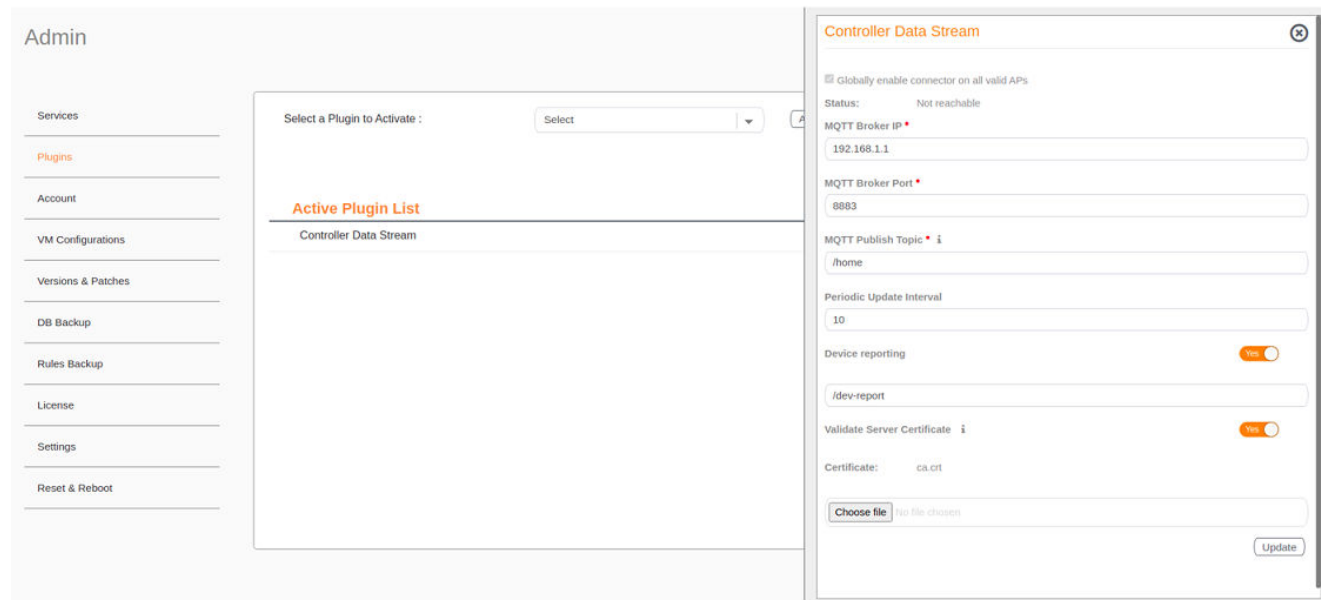 Admin
Services
Plugins
Account
VM Configurations
Versions & Patches
DB Backup
Rules Backup
License
Settings
Reset & Reboot
Select a Plugin to Activate :
Select
Active Plugin List
Controller Data Stream
Controller Data Stream
Globally enable connector on all valid APs
Status: Not reachable
MQTT Broker IP *
192.168.1.1
MQTT Broker Port *
8883
MQTT Publish Topic * i
/home
Periodic Update Interval
10
Device reporting Yes
/dev-report
Validate Server Certificate i Yes
Certificate: ca.crt
Choose file No file chosen
Update